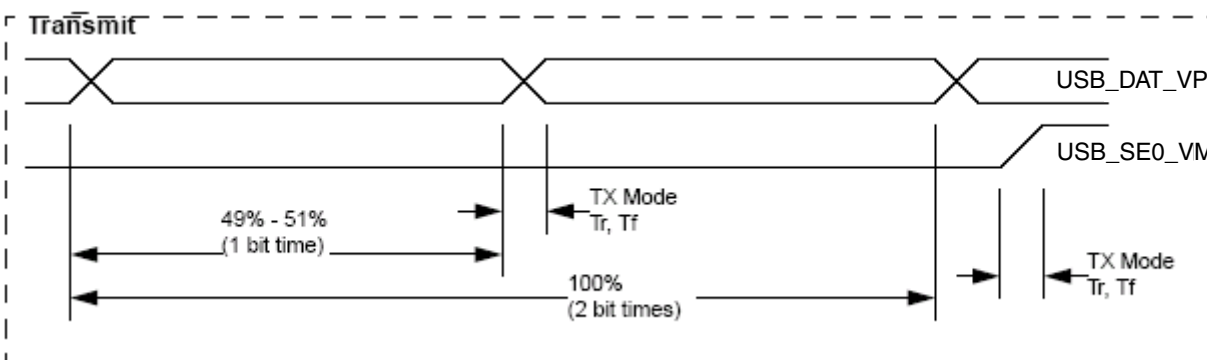 Transmit
USB_DAT_VP
USB_SE0_VM
TX Mode
Tr, Tf
49% - 51%
(1 bit time)
100%
(2 bit times)
TX Mode
Tr, Tf